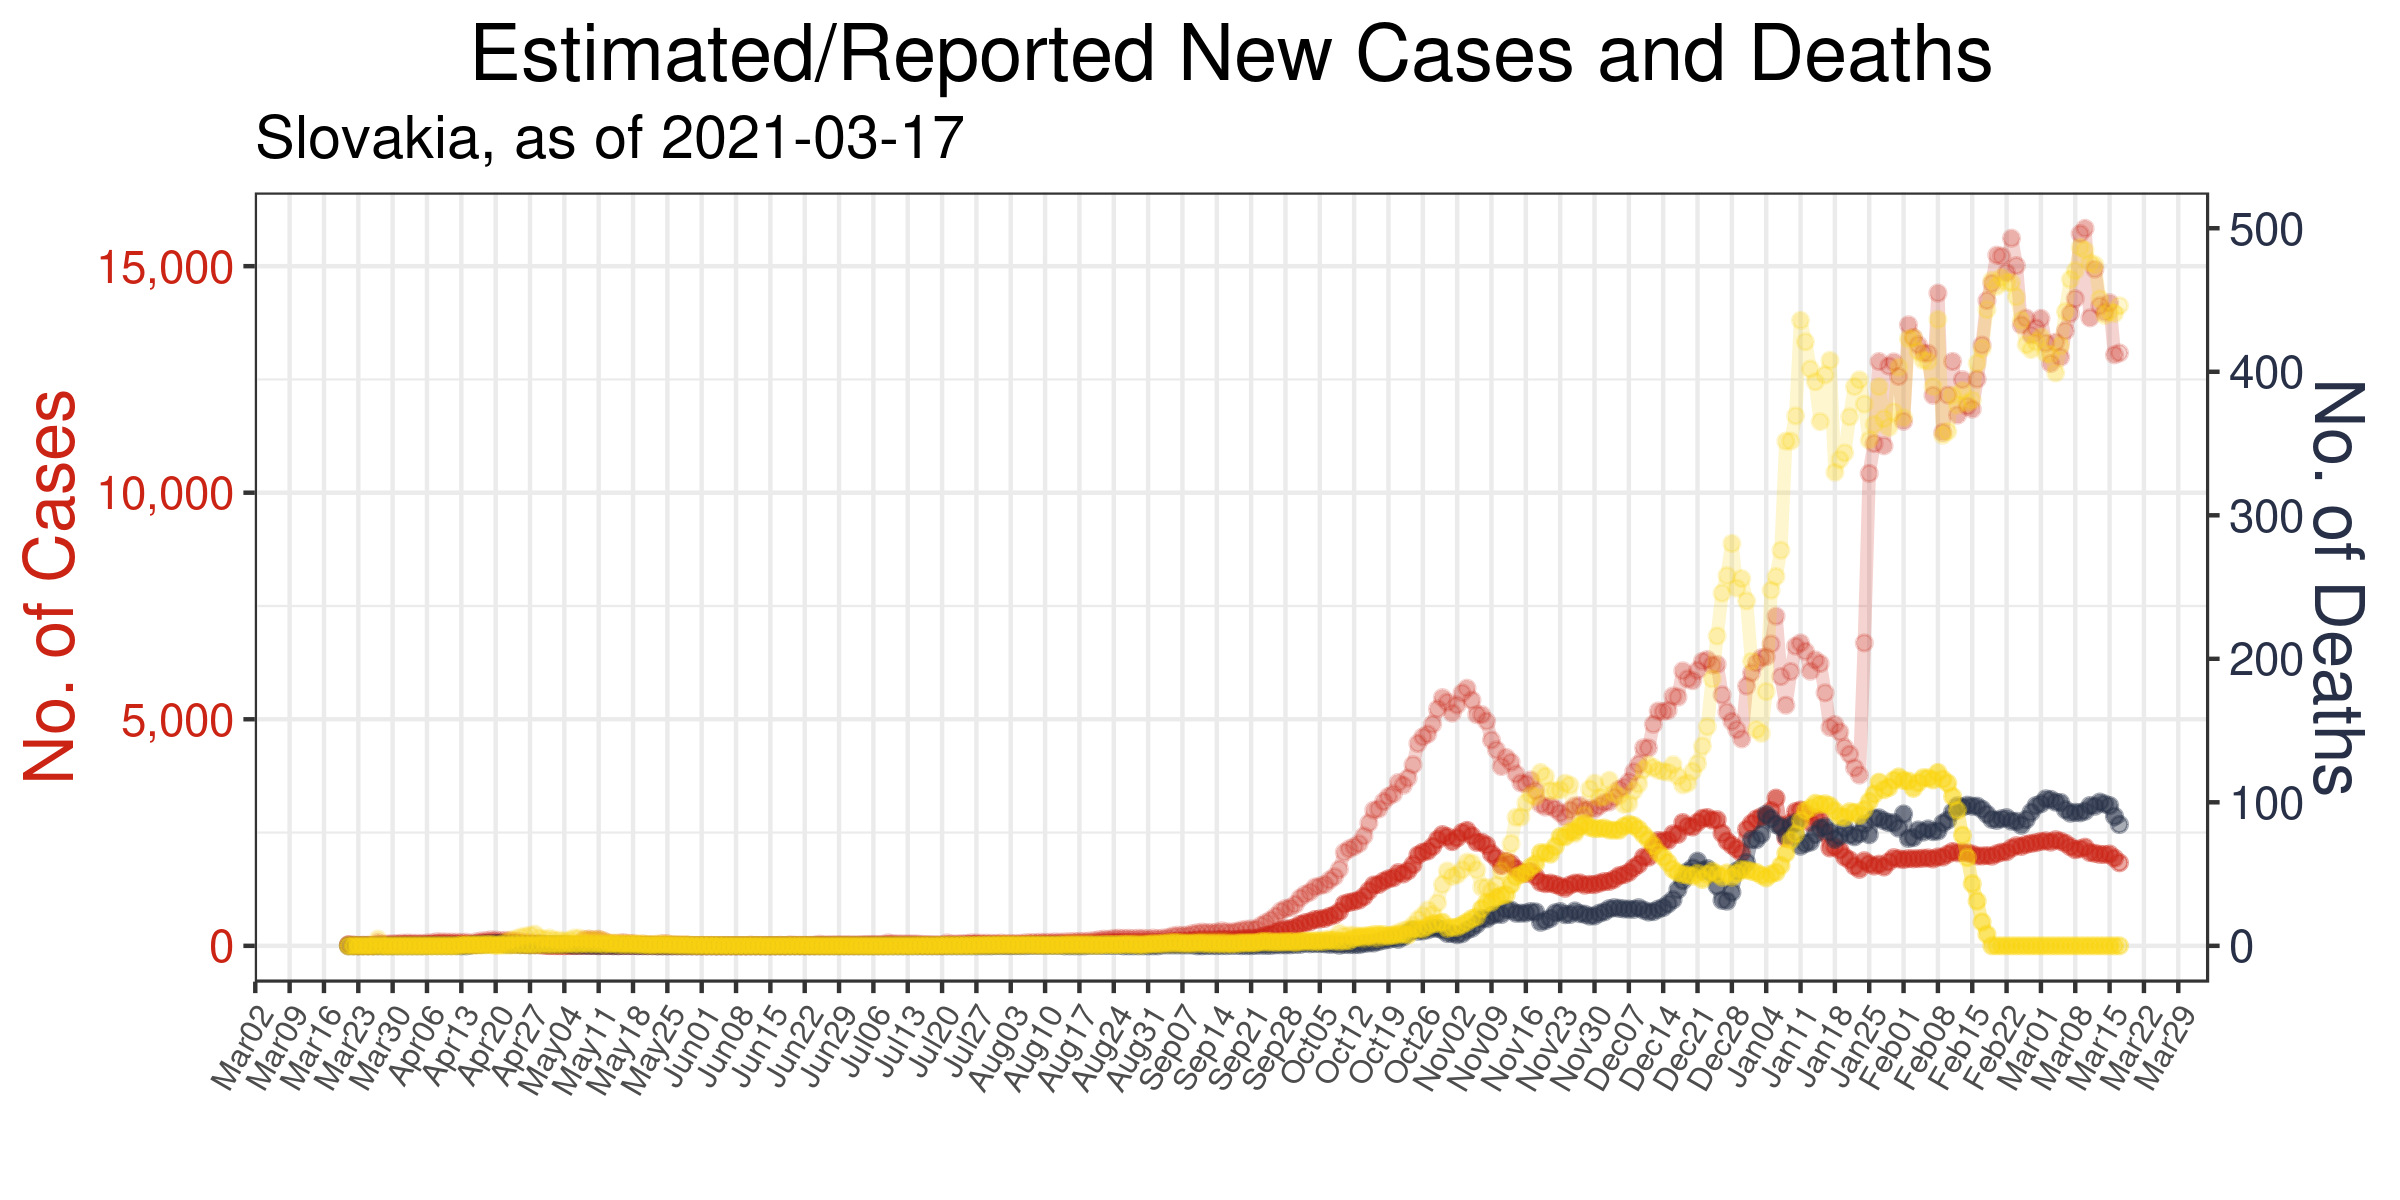 Estimated/Reported New Cases and Deaths
Slovakia, as of 2021-03-17
No. of Cases
15,000
10,000
5,000
0
500
400
300
200
100
0
No. of Deaths
Mar02
Mar09
Mar16
Mar23
Mar30
Apr06
Apr13
Apr20
Apr27
May04
May11
May18
May25
Jun01
Jun08
Jun15
Jun22
Jun29
Jul06
Jul13
Jul20
Jul27
Aug03
Aug10
Aug17
Aug24
Aug31
Sep07
Sep14
Sep21
Sep28
Oct05
Oct12
Oct19
Oct26
Nov02
Nov09
Nov16
Nov23
Nov30
Dec07
Dec14
Dec21
Dec28
Jan04
Jan11
Jan18
Jan25
Feb01
Feb08
Feb15
Feb22
Mar01
Mar08
Mar15
Mar22
Mar29